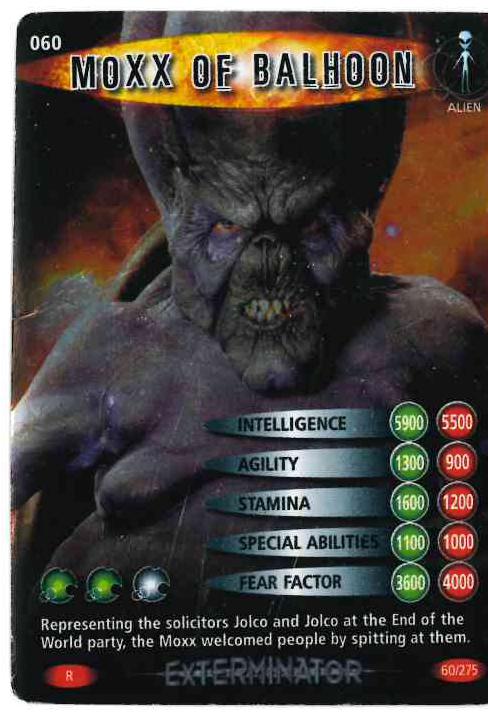 060
MOXX OF BALHOON
ALIEN
INTELLIGENCE 5900 5500
AGILITY 1300 900
STAMINA 1600 1200
SPECIAL ABILITIES 1100 1000
FEAR FACTOR 3600 4000
Representing the solicitors Jolco and Jolco at the End of the
World party, the Moxx welcomed people by spitting at them.
R EXTERMINATOR 60/275